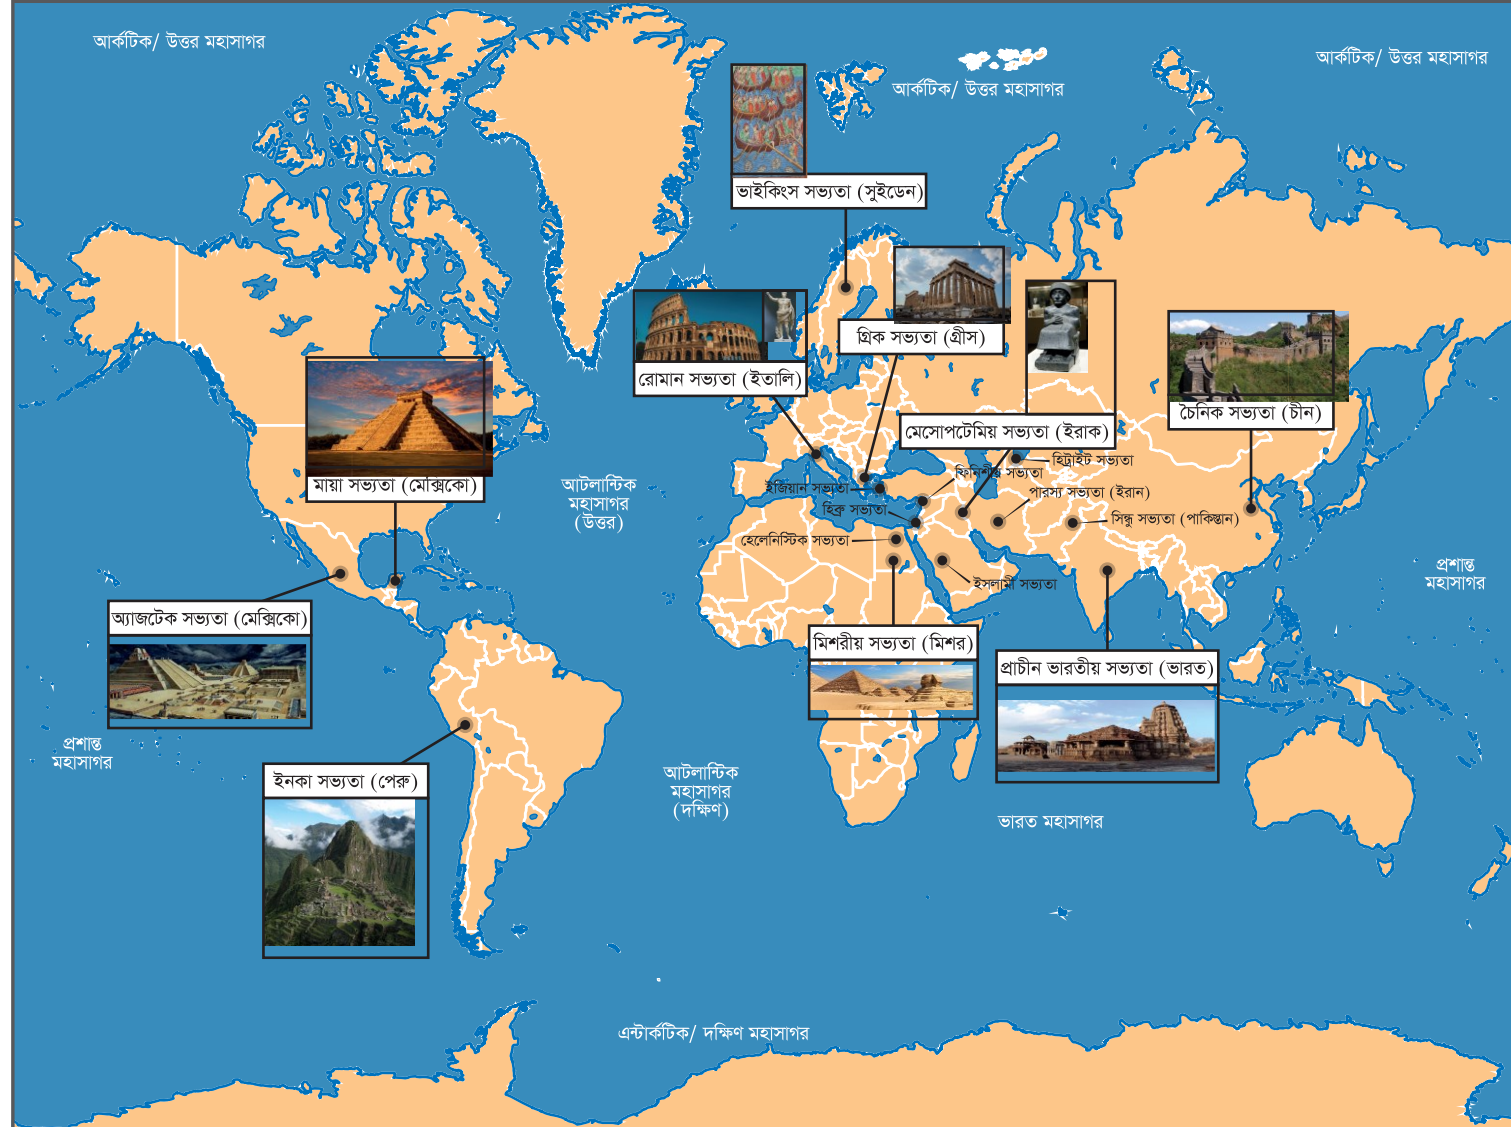 আর্কটিক/ উত্তর মহাসাগর
আর্কটিক/ উত্তর মহাসাগর
আর্কটিক/ উত্তর মহাসাগর
ভাইকিংস সভ্যতা (সুইডেন)
গ্রিক সভ্যতা (গ্রীস)
রোমান সভ্যতা (ইতালি)
চৈনিক সভ্যতা (চীন)
মেসোপটেমিয় সভ্যতা (ইরাক)
হিট্রাইট সভ্যতা
ফিনিশীয় সভ্যতা
মায়া সভ্যতা (মেক্সিকো)
ইজিয়ান সভ্যতা
পারস্য সভ্যতা (ইরান)
আটলান্টিক
মহাসাগর
(উত্তর)
হিব্রু সভ্যতা
সিন্ধু সভ্যতা (পাকিস্তান)
হেলেনিস্টিক সভ্যতা
ইসলামী সভ্যতা
প্রশান্ত
মহাসাগর
অ্যাজটেক সভ্যতা (মেক্সিকো)
মিশরীয় সভ্যতা (মিশর)
প্রাচীন ভারতীয় সভ্যতা (ভারত)
প্রশান্ত
মহাসাগর
ইনকা সভ্যতা (পেরু)
আটলান্টিক
মহাসাগর
(দক্ষিণ)
ভারত মহাসাগর
এন্টার্কটিক/ দক্ষিণ মহাসাগর